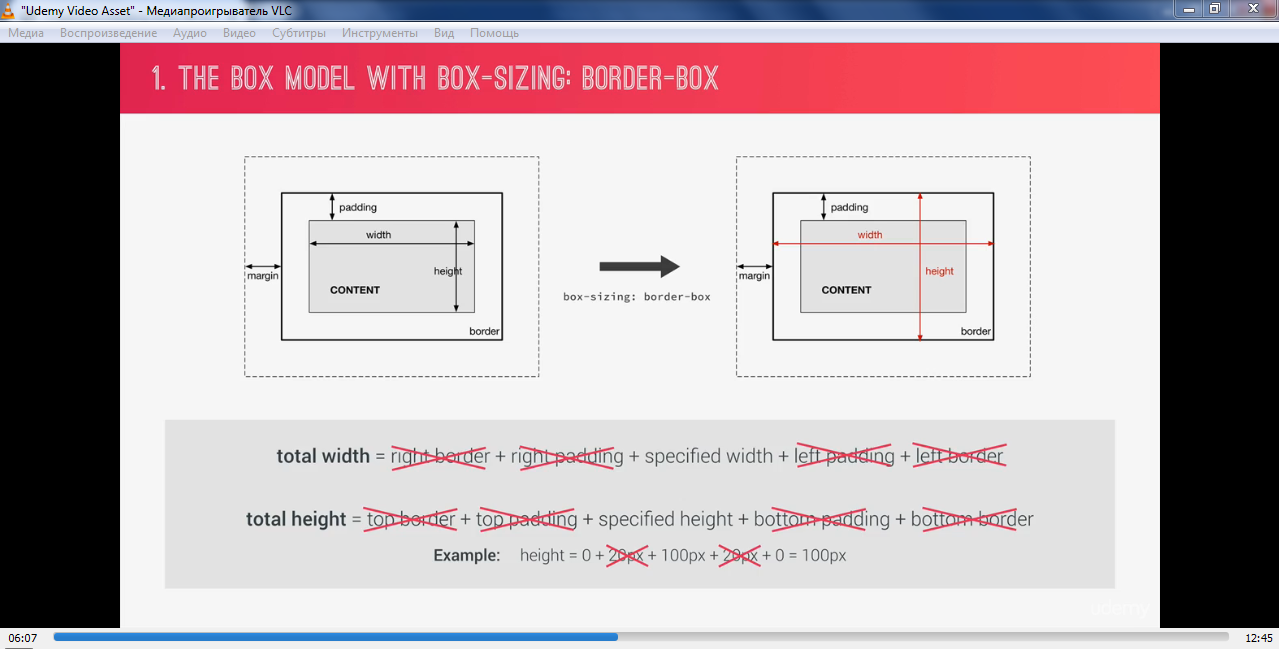 "Udemy Video Asset" - Медиапроигрыватель VLC
Медиа Воспроизведение Аудио Видео Субтитры Инструменты Вид Помощь
1. THE BOX MODEL WITH BOX-SIZING: BORDER-BOX
padding
width
height
margin
CONTENT
border
box-sizing: border-box
padding
width
height
margin
CONTENT
border
total width = right border + right padding + specified width + left padding + left border
total height = top border + top padding + specified height + bottom padding + bottom border
Example: height = 0 + 20px + 100px + 20px + 0 = 100px
udemy
06:07 12:45